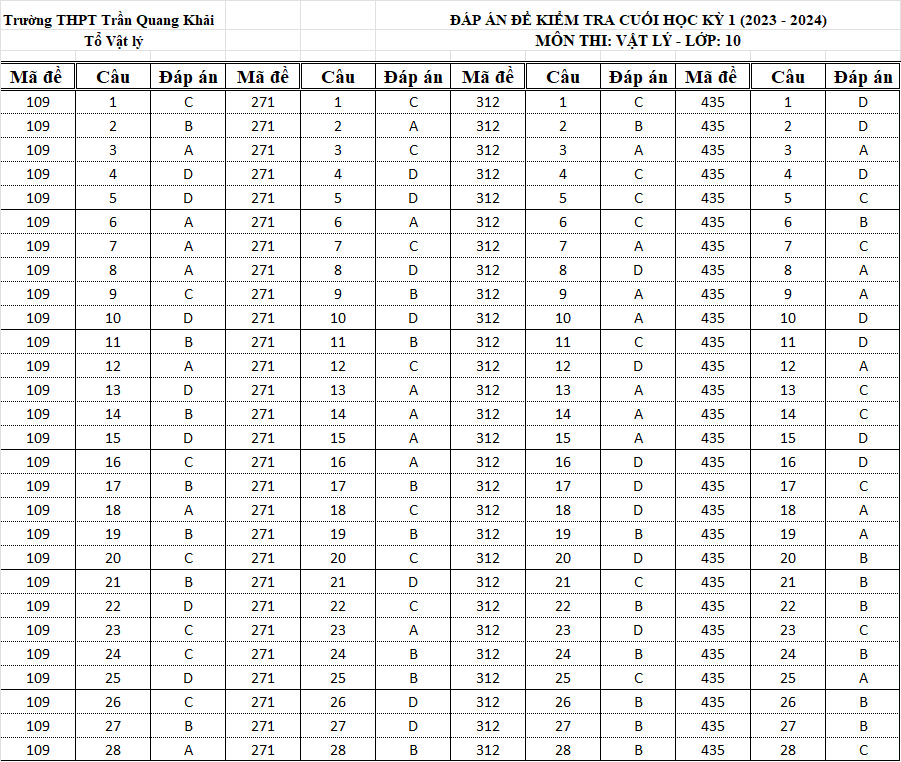 Trường THPT Trần Quang Khải ĐÁP ÁN ĐỀ KIỂM TRA CUỐI HỌC KỲ 1 (2023 - 2024)
Tổ Vật lý MÔN THI: VẬT LÝ - LỚP: 10
Mã đề Câu Đáp án Mã đề Câu Đáp án Mã đề Câu Đáp án Mã đề Câu Đáp án
109 1 C 271 1 C 312 1 C 435 1 D
109 2 B 271 2 A 312 2 B 435 2 D
109 3 A 271 3 C 312 3 A 435 3 A
109 4 D 271 4 D 312 4 C 435 4 D
109 5 D 271 5 D 312 5 C 435 5 C
109 6 A 271 6 A 312 6 C 435 6 B
109 7 A 271 7 C 312 7 A 435 7 C
109 8 A 271 8 D 312 8 D 435 8 A
109 9 C 271 9 B 312 9 A 435 9 A
109 10 D 271 10 D 312 10 A 435 10 D
109 11 B 271 11 B 312 11 C 435 11 D
109 12 A 271 12 C 312 12 D 435 12 A
109 13 D 271 13 A 312 13 A 435 13 C
109 14 B 271 14 A 312 14 A 435 14 C
109 15 D 271 15 A 312 15 A 435 15 D
109 16 C 271 16 A 312 16 D 435 16 D
109 17 B 271 17 B 312 17 D 435 17 C
109 18 A 271 18 C 312 18 D 435 18 A
109 19 B 271 19 B 312 19 B 435 19 A
109 20 C 271 20 C 312 20 D 435 20 B
109 21 B 271 21 D 312 21 C 435 21 B
109 22 D 271 22 C 312 22 B 435 22 B
109 23 C 271 23 A 312 23 D 435 23 C
109 24 C 271 24 B 312 24 B 435 24 B
109 25 D 271 25 B 312 25 C 435 25 A
109 26 C 271 26 D 312 26 B 435 26 B
109 27 B 271 27 D 312 27 B 435 27 B
109 28 A 271 28 B 312 28 B 435 28 C